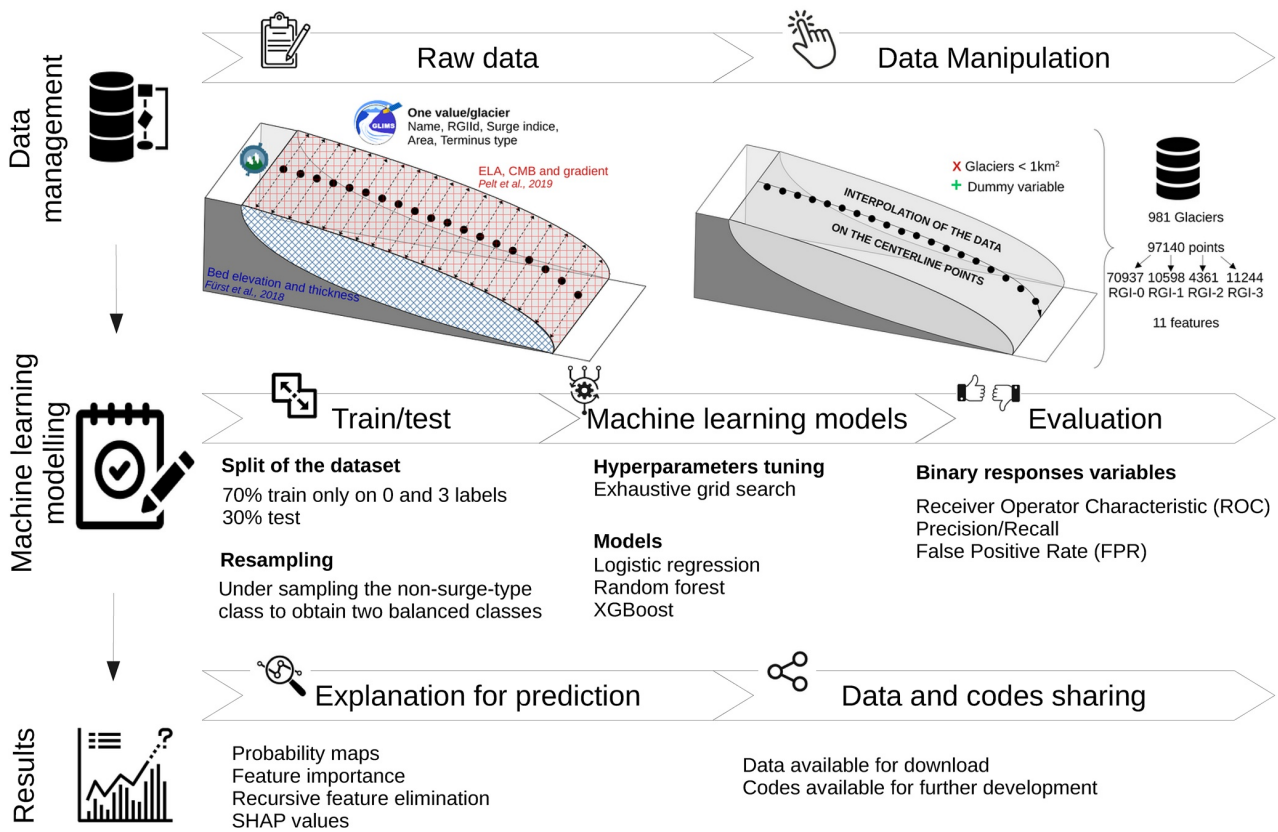 Data
management
Raw data
Data Manipulation
GLIMS
One value/glacier
Name, RGIId, Surge indice,
Area, Terminus type
ELA, CMB and gradient
Pelt et al., 2019
Bed elevation and thickness
Fürst et al., 2018
INTERPOLATION OF THE DATA
ON THE CENTERLINE POINTS
X Glaciers < 1km²
+ Dummy variable
981 Glaciers
97140 points
70937 10598 4361 11244
RGI-0 RGI-1 RGI-2 RGI-3
11 features
Machine learning
modelling
Train/test
Machine learning models
Evaluation
Split of the dataset
70% train only on 0 and 3 labels
30% test
Resampling
Under sampling the non-surge-type
class to obtain two balanced classes
Hyperparameters tuning
Exhaustive grid search
Models
Logistic regression
Random forest
XGBoost
Binary responses variables
Receiver Operator Characteristic (ROC)
Precision/Recall
False Positive Rate (FPR)
Results
?
Explanation for prediction
Data and codes sharing
Probability maps
Feature importance
Recursive feature elimination
SHAP values
Data available for download
Codes available for further development